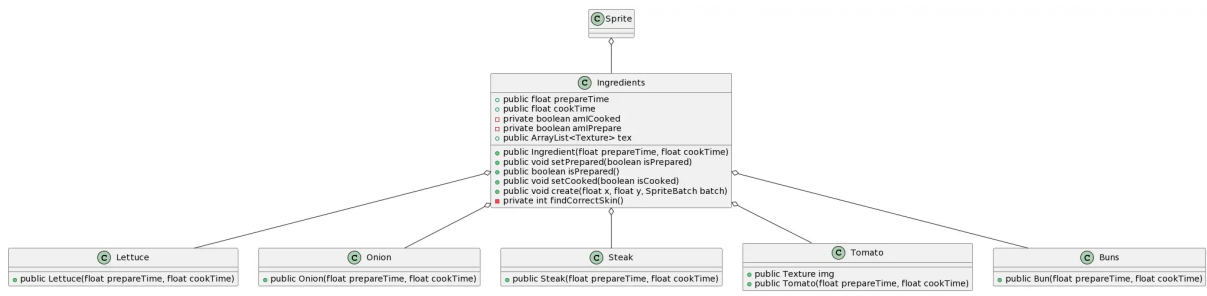 C Sprite
C Ingredients
public float prepareTime
public float cookTime
private boolean amICooked
private boolean amIPrepare
public ArrayList<Texture> tex
public Ingredient(float prepareTime, float cookTime)
public void setPrepared(boolean isPrepared)
public boolean isPrepared()
public void setCooked(boolean isCooked)
public void create(float x, float y, SpriteBatch batch)
private int findCorrectSkin()
C Lettuce
public Lettuce(float prepareTime, float cookTime)
C Onion
public Onion(float prepareTime, float cookTime)
C Steak
public Steak(float prepareTime, float cookTime)
C Tomato
public Texture img
public Tomato(float prepareTime, float cookTime)
C Buns
public Bun(float prepareTime, float cookTime)